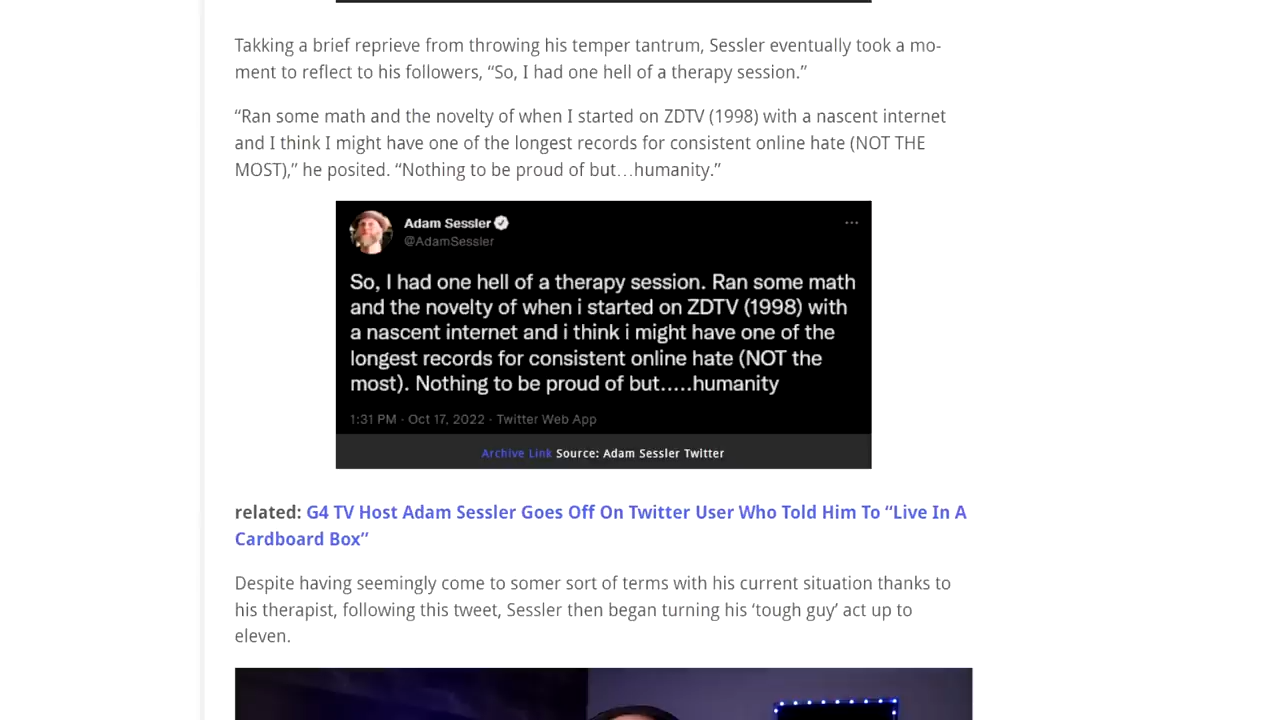 Takking a brief reprieve from throwing his temper tantrum, Sessler eventually took a mo-
ment to reflect to his followers, “So, I had one hell of a therapy session.”
“Ran some math and the novelty of when I started on ZDTV (1998) with a nascent internet
and I think I might have one of the longest records for consistent online hate (NOT THE
MOST),” he posited. “Nothing to be proud of but…humanity.”
Adam Sessler
@AdamSessler
So, I had one hell of a therapy session. Ran some math
and the novelty of when i started on ZDTV (1998) with
a nascent internet and i think i might have one of the
longest records for consistent online hate (NOT the
most). Nothing to be proud of but.....humanity
1:31 PM · Oct 17, 2022 · Twitter Web App
Archive Link Source: Adam Sessler Twitter
related: G4 TV Host Adam Sessler Goes Off On Twitter User Who Told Him To “Live In A
Cardboard Box”
Despite having seemingly come to somer sort of terms with his current situation thanks to
his therapist, following this tweet, Sessler then began turning his ‘tough guy’ act up to
eleven.